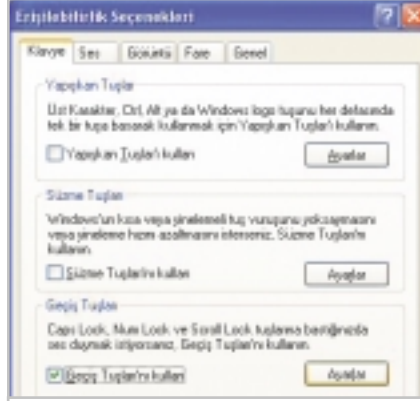 Erişilebilirlik Seçenekleri
Klavye Ses Görüntü Fare Genel
Yapışkan Tuşlar
Üst Karakter, Ctrl, Alt ya da Windows logo tuşunu her defasında
tek bir tuşa basarak kullanmak için Yapışkan Tuşlar'ı kullanın.
Yapışkan Tuşlar'ı kullan
Ayarlar
Süzme Tuşları
Windows'un kısa veya yinelemeli tuş vuruşunu yoksaymasını
veya yineleme hızını azaltmasını isterseniz, Süzme Tuşları'nı
kullanın.
Süzme Tuşları'nı kullan
Ayarlar
Geçiş Tuşları
Caps Lock, Num Lock ve Scroll Lock tuşlarına bastığınızda
ses duymak istiyorsanız, Geçiş Tuşları'nı kullanın.
Geçiş Tuşları'nı kullan
Ayarlar